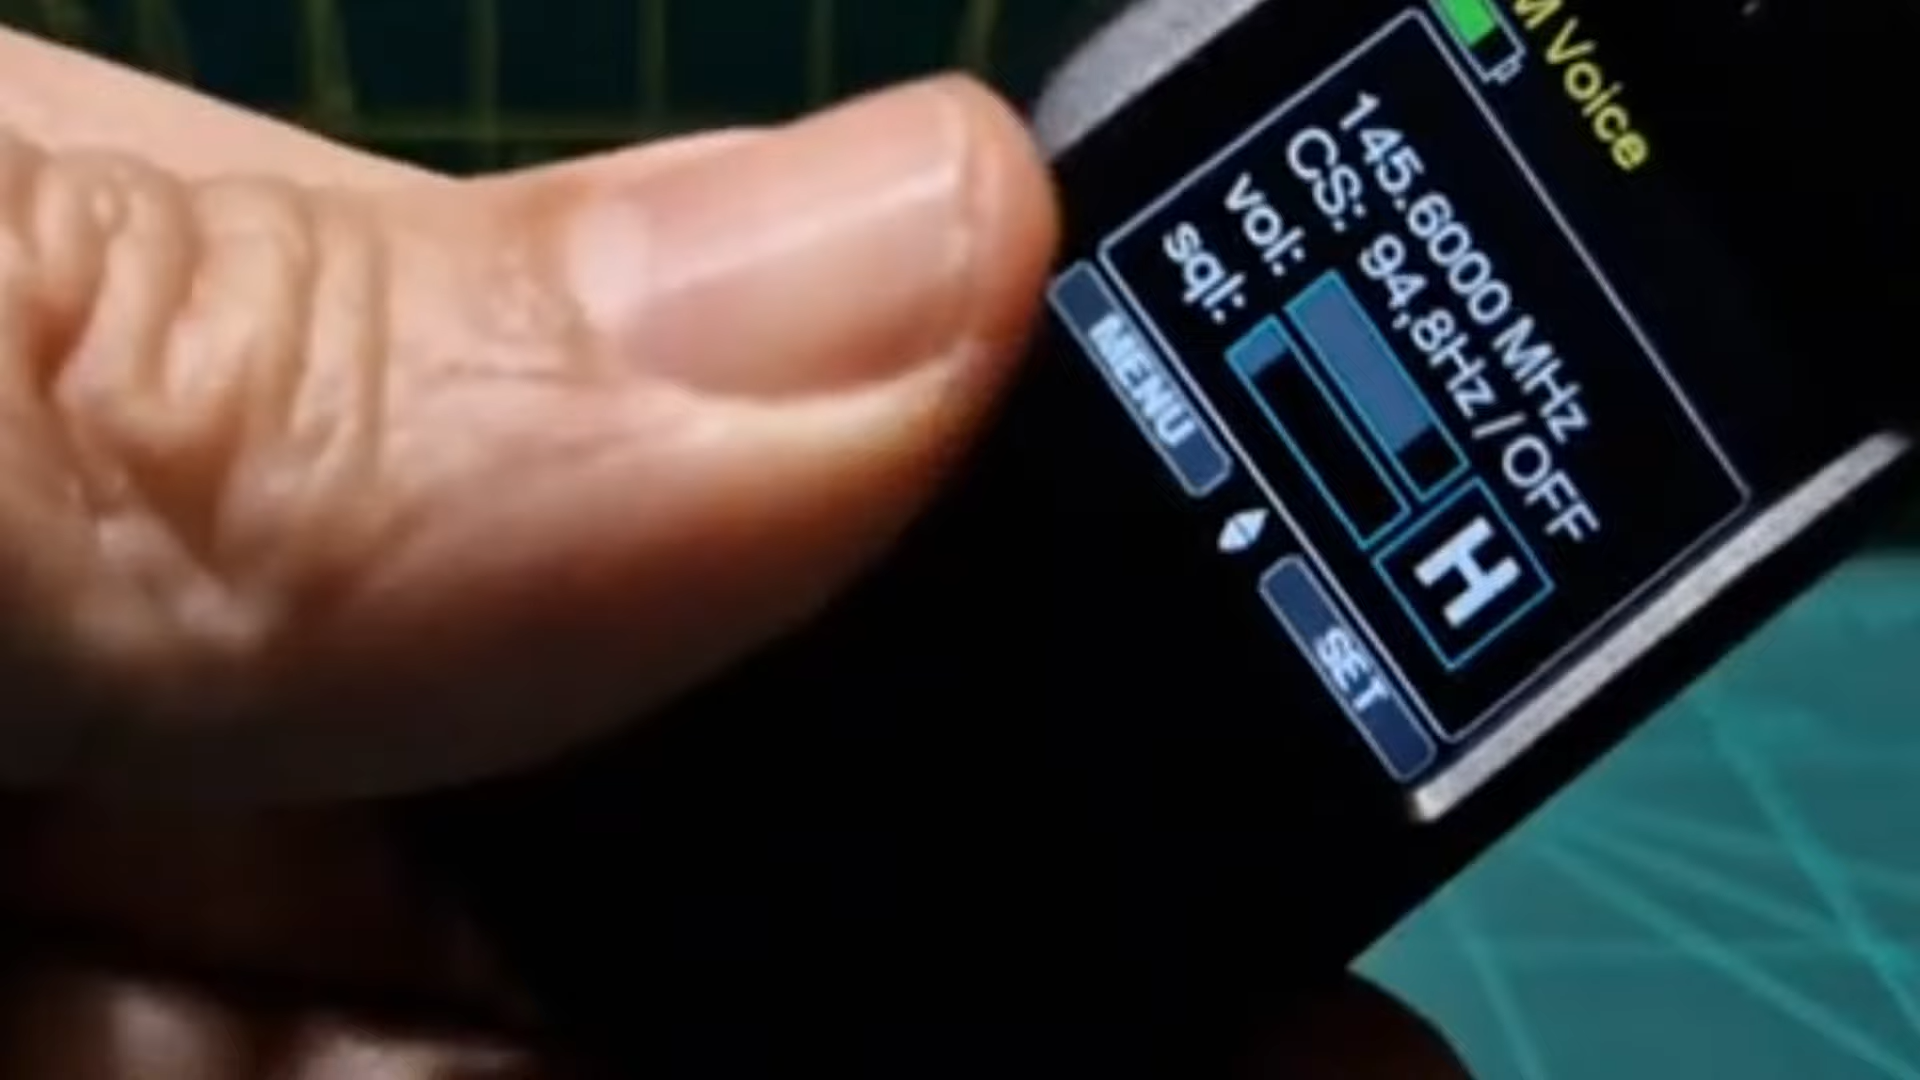 M Voice
145.6000 MHz
CS: 94,8Hz / OFF
vol:
sql:
H
MENU
SET